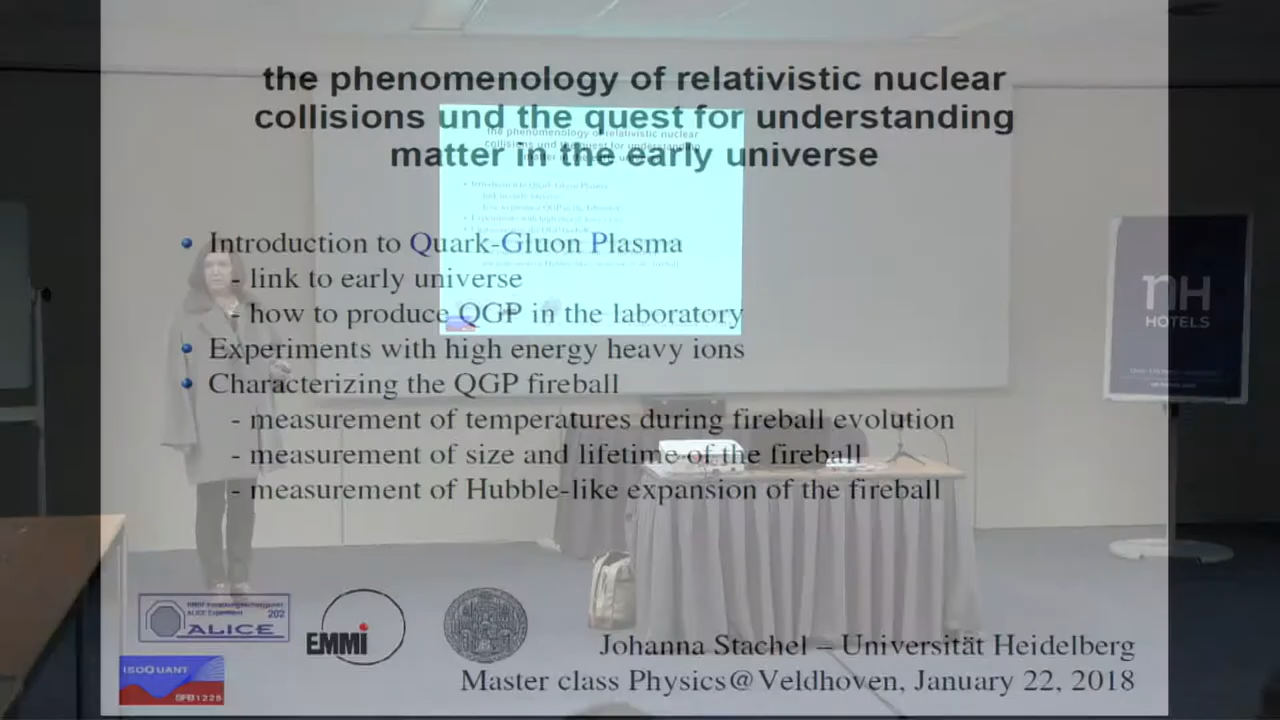 the phenomenology of relativistic nuclear
collisions und the quest for understanding
matter in the early universe
Introduction to Quark-Gluon Plasma
- link to early universe
- how to produce QGP in the laboratory
Experiments with high energy heavy ions
Characterizing the QGP fireball
- measurement of temperatures during fireball evolution
- measurement of size and lifetime of the fireball
- measurement of Hubble-like expansion of the fireball
nH
HOTELS
ALICE Experiment
202
ALICE
EMMi
ISOQUANT
SFB1225
Johanna Stachel – Universität Heidelberg
Master class Physics@Veldhoven, January 22, 2018